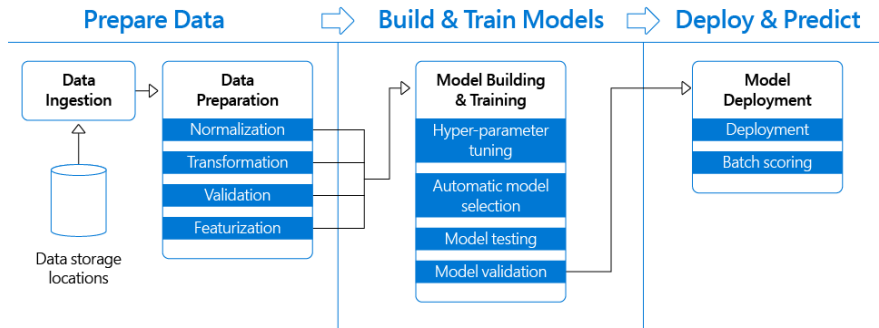 Prepare Data
Build & Train Models
Deploy & Predict
Data
Ingestion
Data storage
locations
Data
Preparation
Normalization
Transformation
Validation
Featurization
Model Building
& Training
Hyper-parameter
tuning
Automatic model
selection
Model testing
Model validation
Model
Deployment
Deployment
Batch scoring